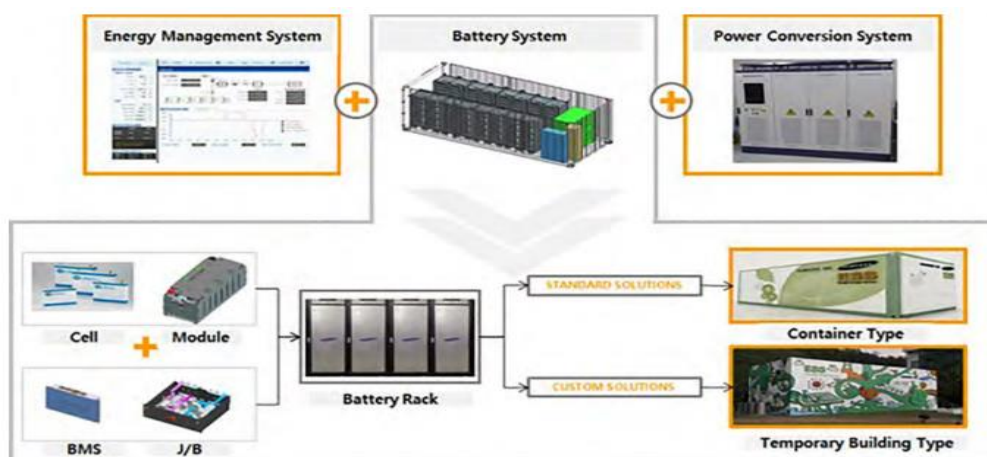 Energy Management System
Battery System
Power Conversion System
Cell
Module
BMS
J/B
Battery Rack
STANDARD SOLUTIONS
CUSTOM SOLUTIONS
Container Type
Temporary Building Type